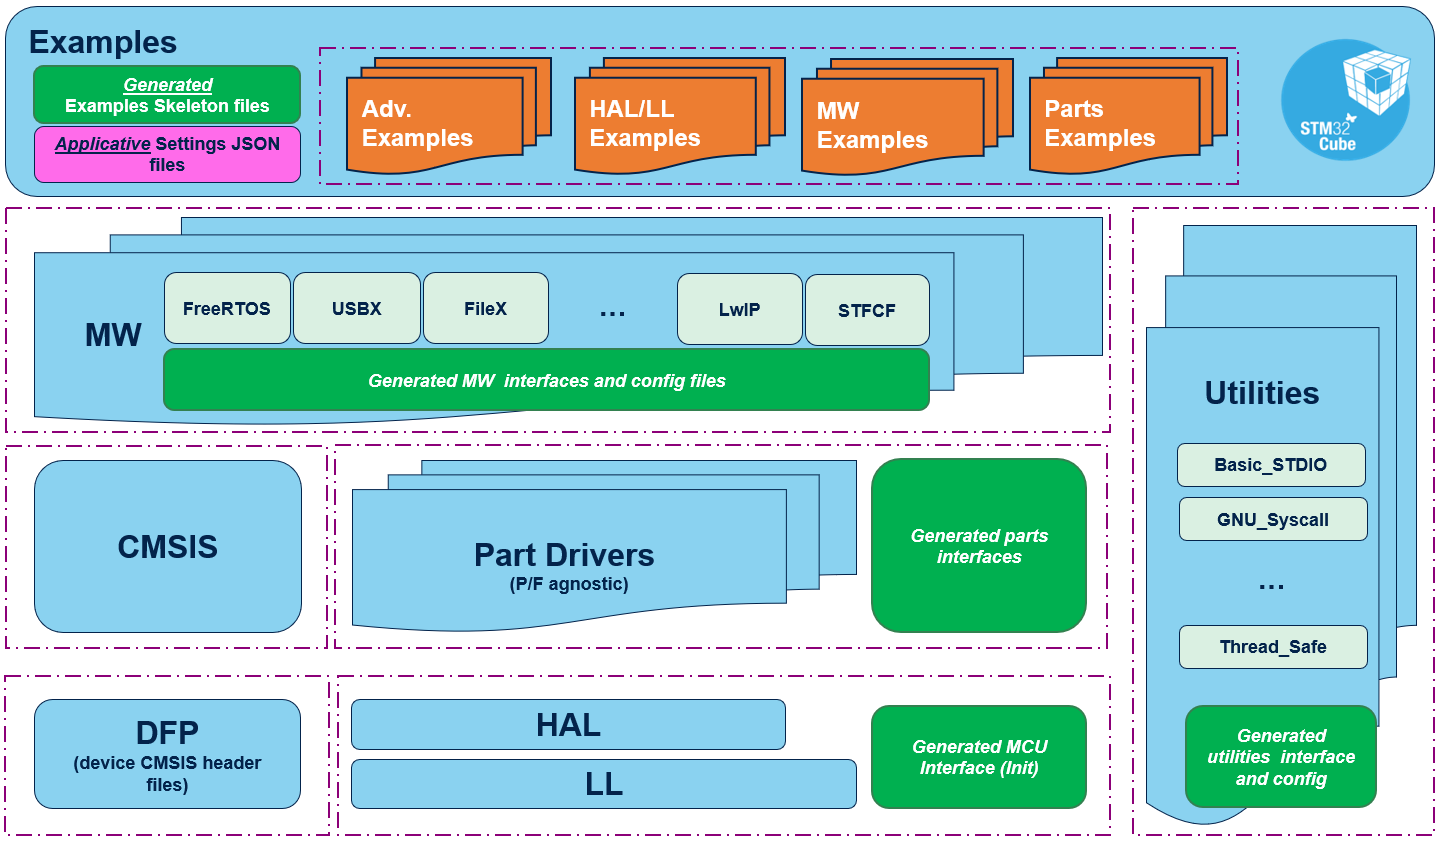 Examples
Generated
Examples Skeleton files
Applicative Settings JSON
files
Adv.
Examples
HAL/LL
Examples
MW
Examples
Parts
Examples
STM32
Cube
MW
FreeRTOS
USBX
FileX
...
LwIP
STFCF
Generated MW interfaces and config files
Utilities
Basic_STDIO
GNU_Syscall
...
Thread_Safe
Generated
utilities interface
and config
CMSIS
Part Drivers
(P/F agnostic)
Generated parts
interfaces
DFP
(device CMSIS header
files)
HAL
LL
Generated MCU
Interface (Init)